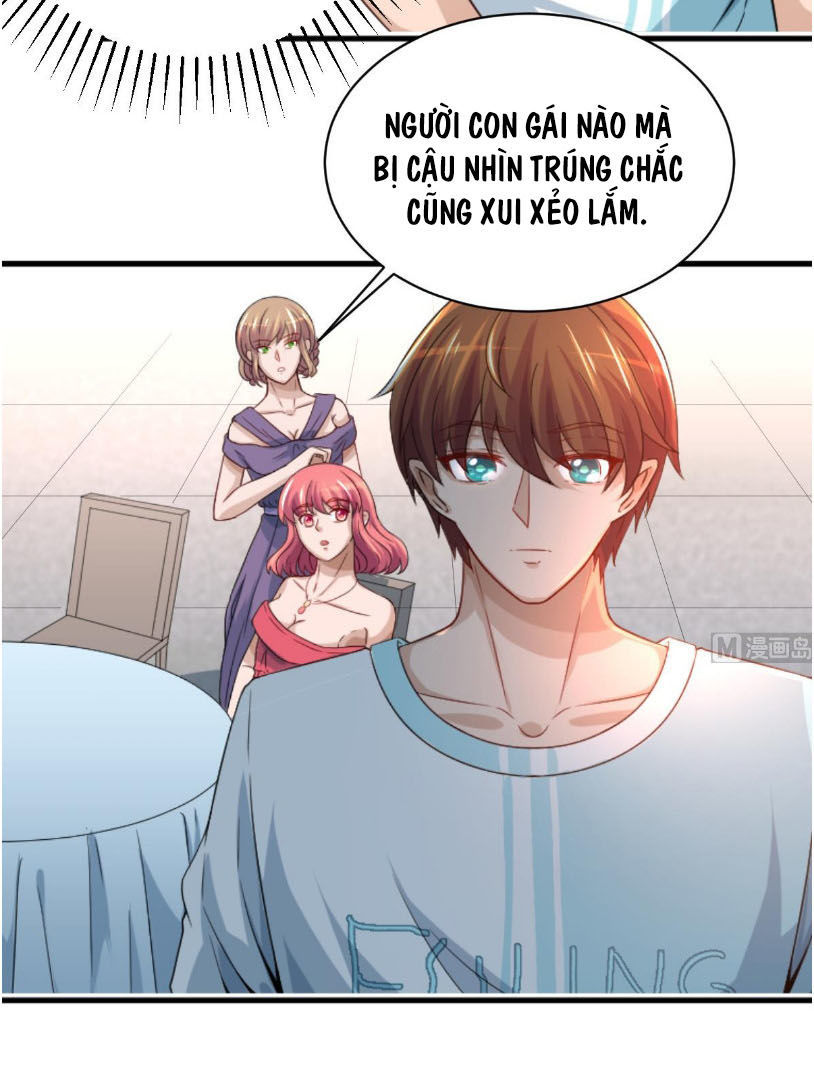 NGƯỜI CON GÁI NÀO MÀ
BỊ CẬU NHÌN TRÚNG CHẮC
CŨNG XUI XẺO LẮM.
M 漫画岛